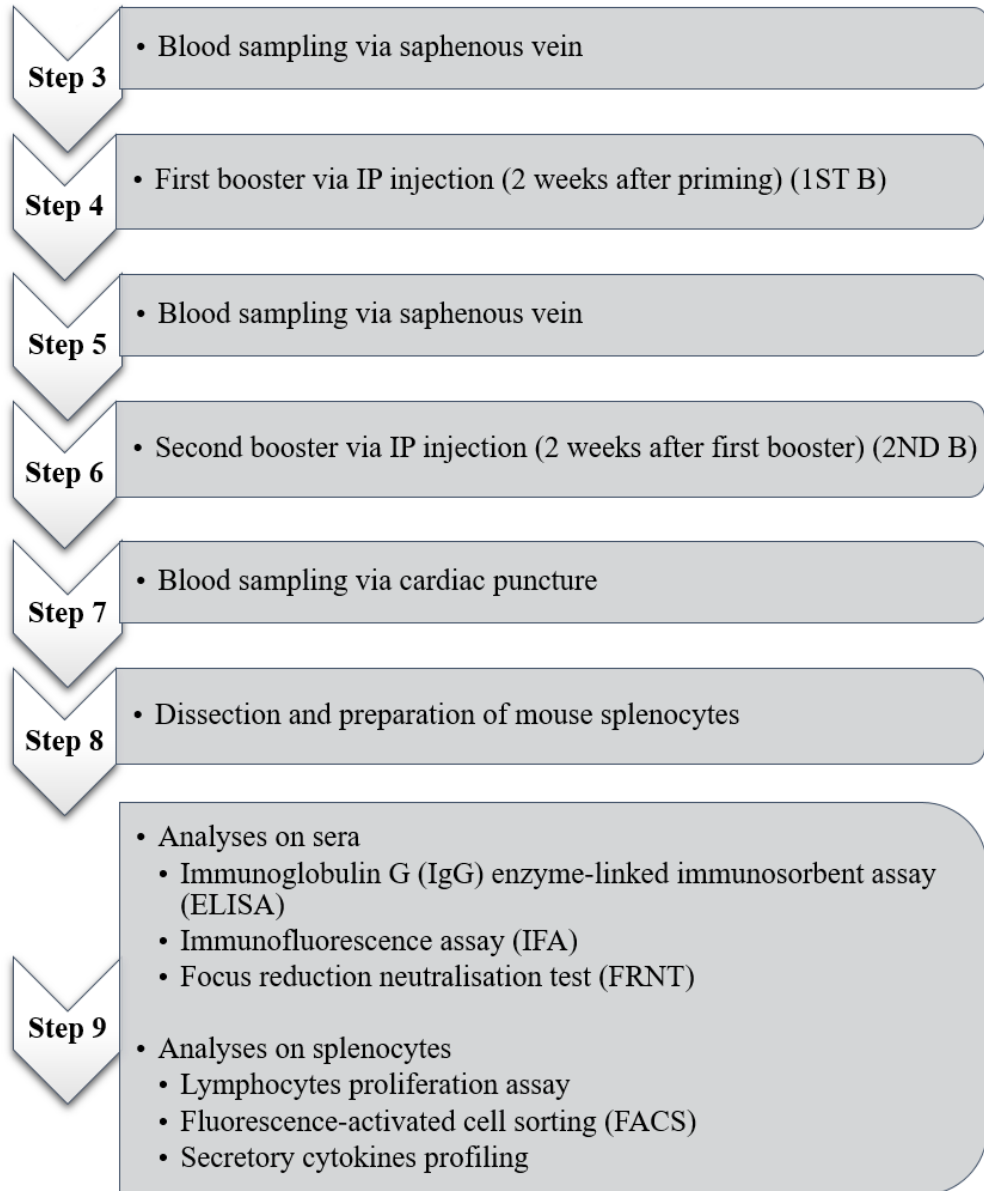 Step 3
• Blood sampling via saphenous vein
Step 4
• First booster via IP injection (2 weeks after priming) (1ST B)
Step 5
• Blood sampling via saphenous vein
Step 6
• Second booster via IP injection (2 weeks after first booster) (2ND B)
Step 7
• Blood sampling via cardiac puncture
Step 8
• Dissection and preparation of mouse splenocytes
Step 9
• Analyses on sera
• Immunoglobulin G (IgG) enzyme-linked immunosorbent assay
(ELISA)
• Immunofluorescence assay (IFA)
• Focus reduction neutralisation test (FRNT)
• Analyses on splenocytes
• Lymphocytes proliferation assay
• Fluorescence-activated cell sorting (FACS)
• Secretory cytokines profiling